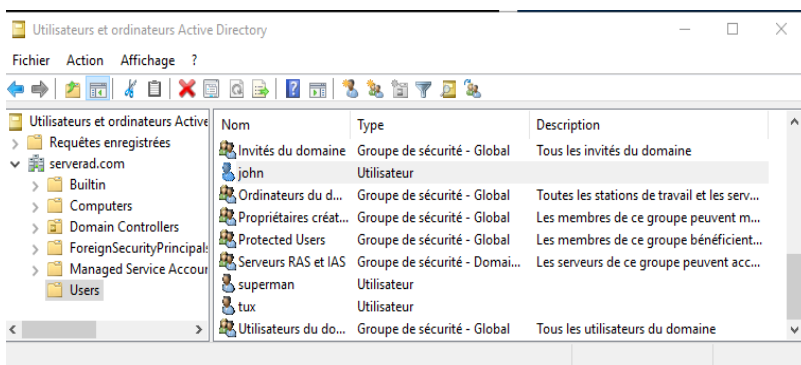 Utilisateurs et ordinateurs Active Directory
Fichier Action Affichage ?
Utilisateurs et ordinateurs Active
Requêtes enregistrées
serverad.com
Builtin
Computers
Domain Controllers
ForeignSecurityPrincipals
Managed Service Accour
Users
Nom Type Description
Invités du domaine Groupe de sécurité - Global Tous les invités du domaine
john Utilisateur
Ordinateurs du d... Groupe de sécurité - Global Toutes les stations de travail et les serv...
Propriétaires créat... Groupe de sécurité - Global Les membres de ce groupe peuvent m...
Protected Users Groupe de sécurité - Global Les membres de ce groupe bénéficient...
Serveurs RAS et IAS Groupe de sécurité - Domai... Les serveurs de ce groupe peuvent acc...
superman Utilisateur
tux Utilisateur
Utilisateurs du do... Groupe de sécurité - Global Tous les utilisateurs du domaine